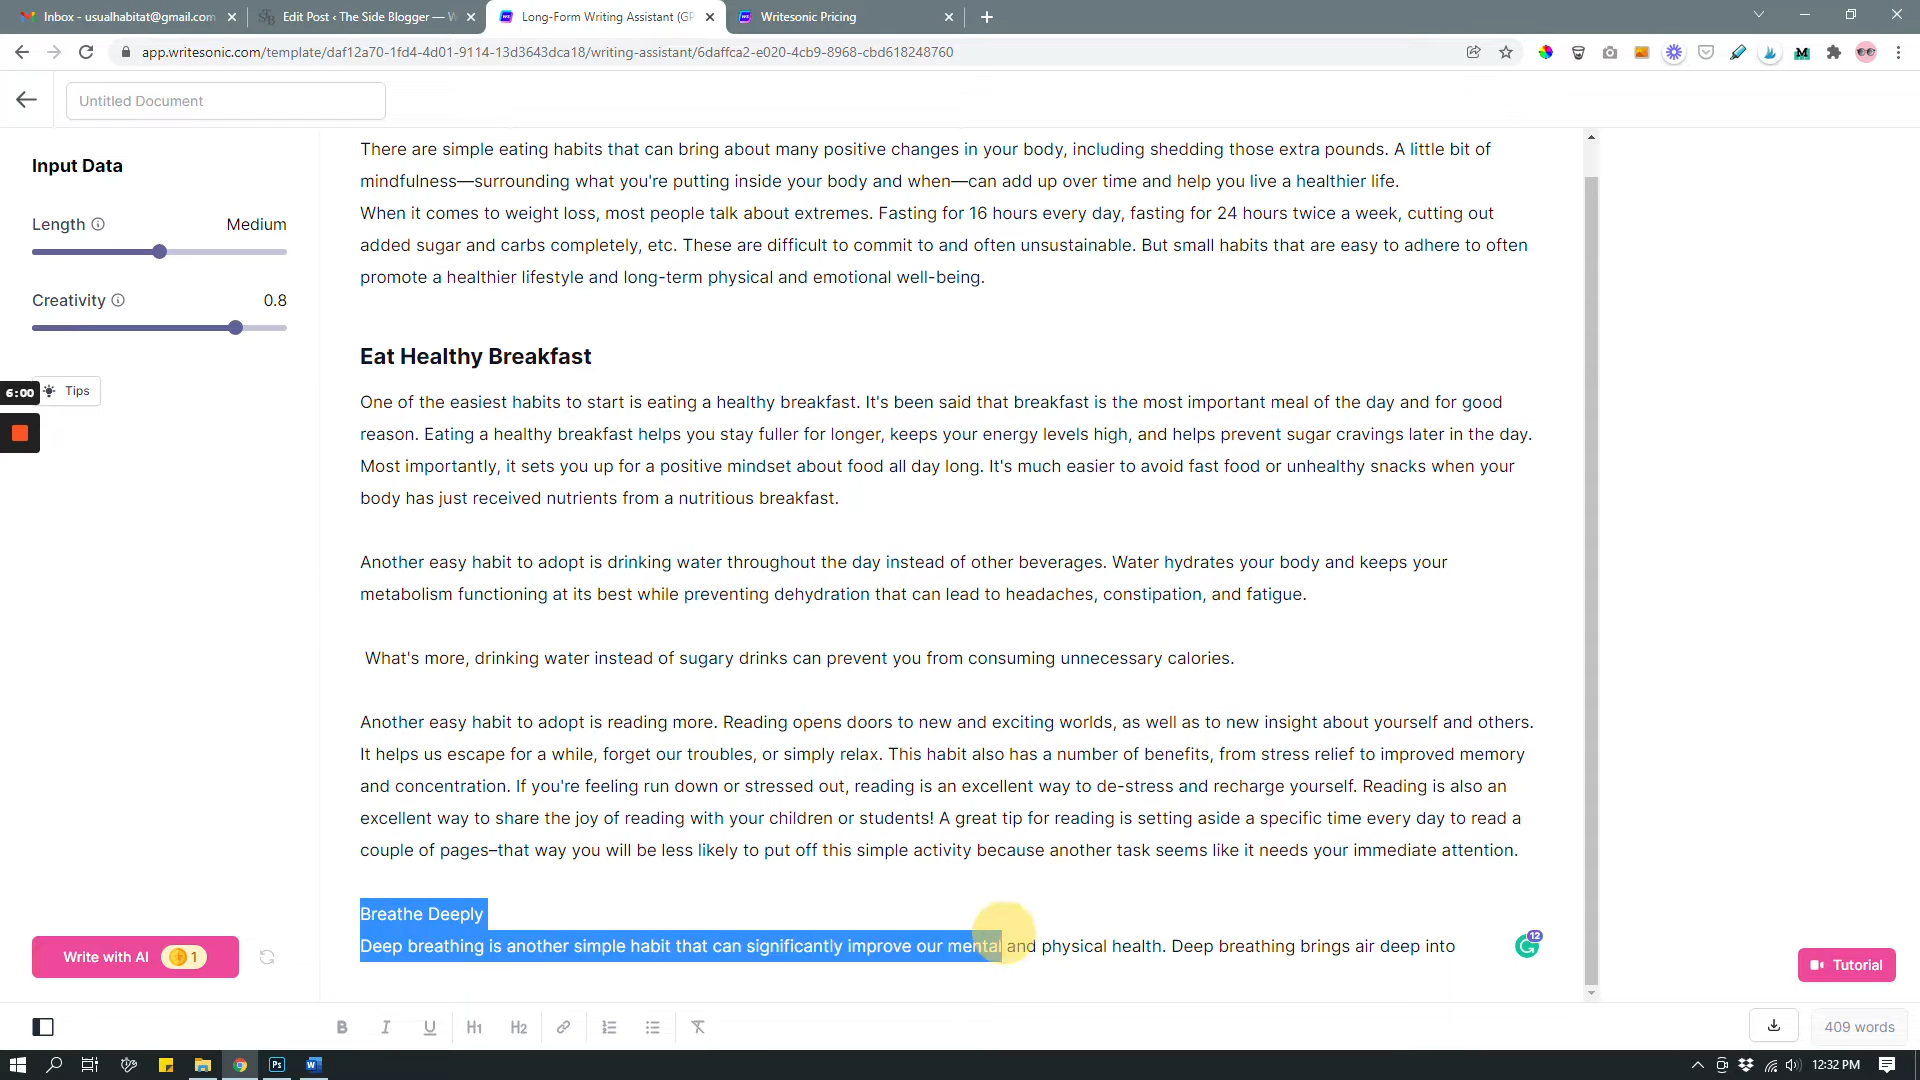 Inbox - usualhabitat@gmail.com
Edit Post ‹ The Side Blogger — W
Long-Form Writing Assistant (GP
Writesonic Pricing
app.writesonic.com/template/daf12a70-1fd4-4d01-9114-13d3643dca18/writing-assistant/6daffca2-e020-4cb9-8968-cbd618248760
Untitled Document
Input Data
Length Medium
Creativity 0.8
6:00
Tips
There are simple eating habits that can bring about many positive changes in your body, including shedding those extra pounds. A little bit of
mindfulness—surrounding what you're putting inside your body and when—can add up over time and help you live a healthier life.
When it comes to weight loss, most people talk about extremes. Fasting for 16 hours every day, fasting for 24 hours twice a week, cutting out
added sugar and carbs completely, etc. These are difficult to commit to and often unsustainable. But small habits that are easy to adhere to often
promote a healthier lifestyle and long-term physical and emotional well-being.
Eat Healthy Breakfast
One of the easiest habits to start is eating a healthy breakfast. It's been said that breakfast is the most important meal of the day and for good
reason. Eating a healthy breakfast helps you stay fuller for longer, keeps your energy levels high, and helps prevent sugar cravings later in the day.
Most importantly, it sets you up for a positive mindset about food all day long. It's much easier to avoid fast food or unhealthy snacks when your
body has just received nutrients from a nutritious breakfast.
Another easy habit to adopt is drinking water throughout the day instead of other beverages. Water hydrates your body and keeps your
metabolism functioning at its best while preventing dehydration that can lead to headaches, constipation, and fatigue.
What's more, drinking water instead of sugary drinks can prevent you from consuming unnecessary calories.
Another easy habit to adopt is reading more. Reading opens doors to new and exciting worlds, as well as to new insight about yourself and others.
It helps us escape for a while, forget our troubles, or simply relax. This habit also has a number of benefits, from stress relief to improved memory
and concentration. If you're feeling run down or stressed out, reading is an excellent way to de-stress and recharge yourself. Reading is also an
excellent way to share the joy of reading with your children or students! A great tip for reading is setting aside a specific time every day to read a
couple of pages–that way you will be less likely to put off this simple activity because another task seems like it needs your immediate attention.
Breathe Deeply
Deep breathing is another simple habit that can significantly improve our mental and physical health. Deep breathing brings air deep into
12
Write with AI 1
Tutorial
B I U H1 H2
409 words
Ps
12:32 PM